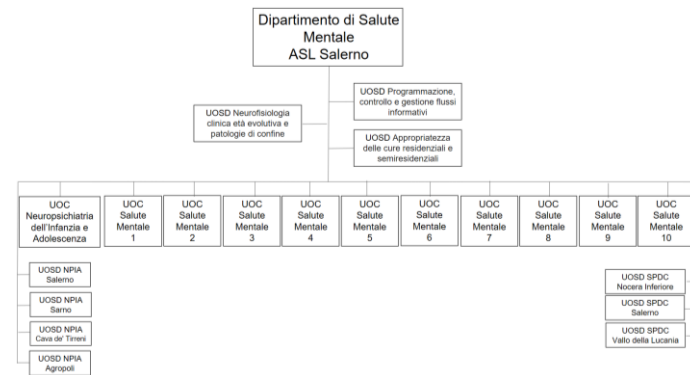 Dipartimento di Salute
Mentale
ASL Salerno
UOSD Programmazione,
controllo e gestione flussi
informativi
UOSD Neurofisiologia
clinica età evolutiva e
patologie di confine
UOSD Appropriatezza
delle cure residenziali e
semiresidenziali
UOC
Neuropsichiatria
dell'Infanzia e
Adolescenza
UOC
Salute
Mentale
1
UOC
Salute
Mentale
2
UOC
Salute
Mentale
3
UOC
Salute
Mentale
4
UOC
Salute
Mentale
5
UOC
Salute
Mentale
6
UOC
Salute
Mentale
7
UOC
Salute
Mentale
8
UOC
Salute
Mentale
9
UOC
Salute
Mentale
10
UOSD NPIA
Salerno
UOSD NPIA
Sarno
UOSD NPIA
Cava de' Tirreni
UOSD NPIA
Agropoli
UOSD SPDC
Nocera Inferiore
UOSD SPDC
Salerno
UOSD SPDC
Vallo della Lucania